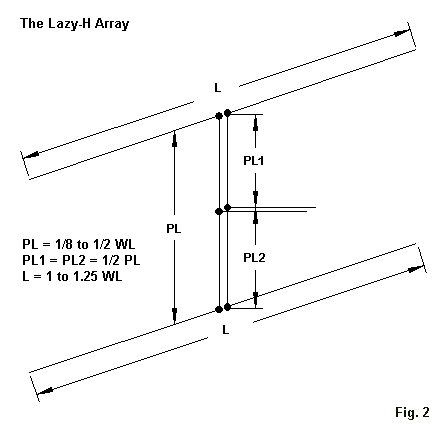 The Lazy-H Array
L
PL1
PL
PL = 1/8 to 1/2 WL
PL1 = PL2 = 1/2 PL
L = 1 to 1.25 WL
PL2
L
Fig. 2